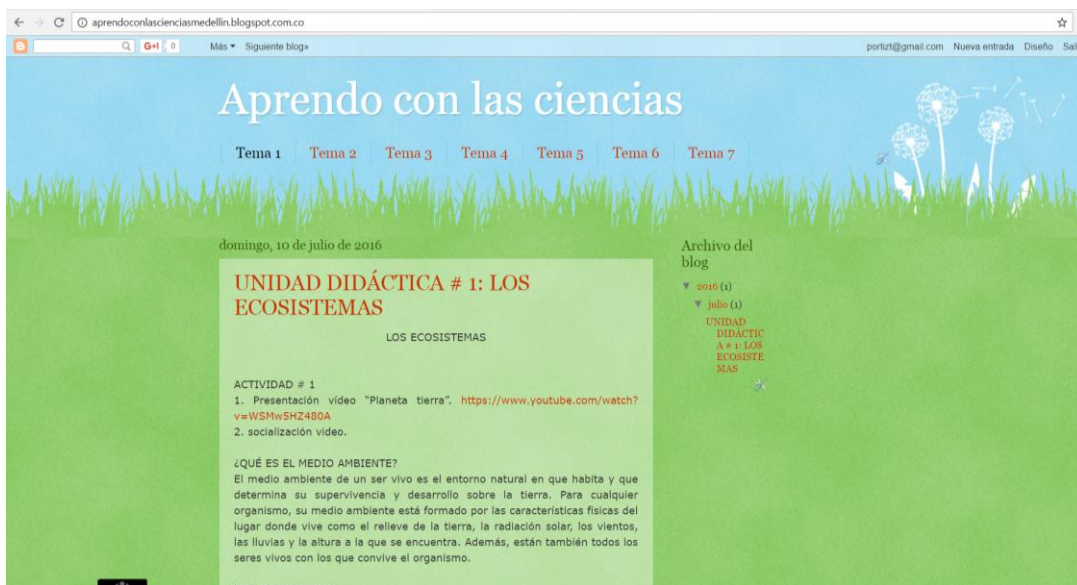 aprendoconlascienciasmedellin.blogspot.com.co
G+1 0 Más Siguiente blog» portizt@gmail.com Nueva entrada Diseño Sal
Aprendo con las ciencias
Tema 1 Tema 2 Tema 3 Tema 4 Tema 5 Tema 6 Tema 7
domingo, 10 de julio de 2016
UNIDAD DIDÁCTICA # 1: LOS
ECOSISTEMAS
LOS ECOSISTEMAS
ACTIVIDAD # 1
1. Presentación vídeo “Planeta tierra”. https://www.youtube.com/watch?
v=WSMw5HZ480A
2. socialización video.
¿QUÉ ES EL MEDIO AMBIENTE?
El medio ambiente de un ser vivo es el entorno natural en que habita y que
determina su supervivencia y desarrollo sobre la tierra. Para cualquier
organismo, su medio ambiente está formado por las características físicas del
lugar donde vive como el relieve de la tierra, la radiación solar, los vientos,
las lluvias y la altura a la que se encuentra. Además, están también todos los
seres vivos con los que convive el organismo.
Archivo del
blog
▼ 2016 (1)
▼ julio (1)
UNIDAD
DIDÁCTIC
A # 1: LOS
ECOSISTE
MAS